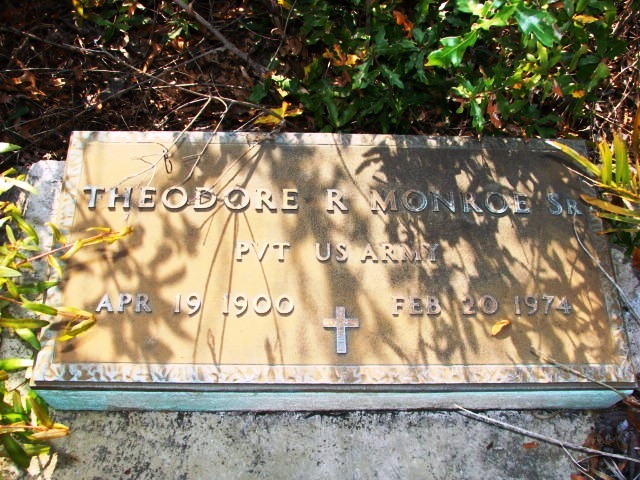 THEODORE R MONROE SR
PVT US ARMY
APR 19 1900 FEB 20 1974